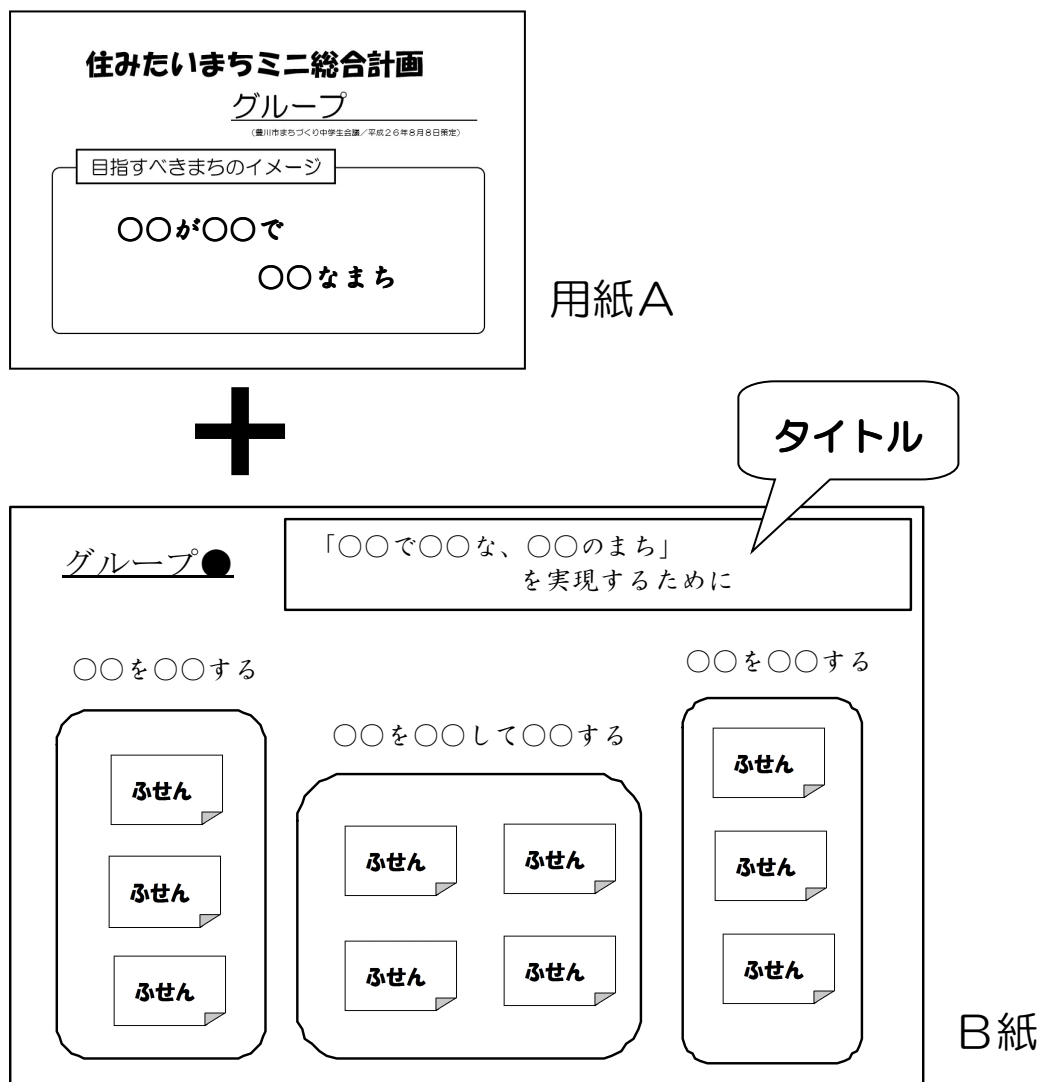 住みたいまちミニ総合計画
グループ
（豊川市まちづくり中学生会議／平成２６年８月８日策定）
目指すべきまちのイメージ
○○が○○で
○○なまち
用紙Ａ
＋
タイトル
グループ●
「○○で○○な、○○のまち」
を実現するために
○○を○○する
ふせん
ふせん
ふせん
○○を○○して○○する
ふせん
ふせん
ふせん
ふせん
○○を○○する
ふせん
ふせん
ふせん
Ｂ紙